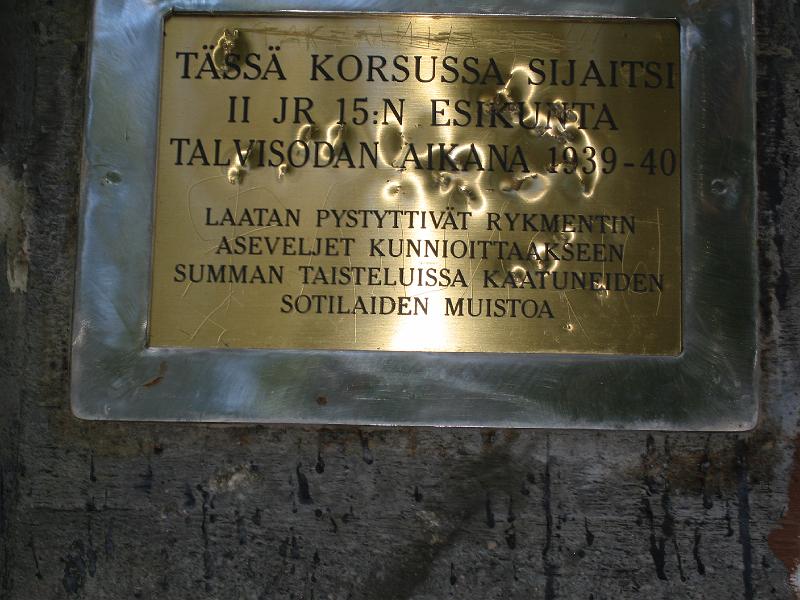 TÄSSÄ KORSUSSA SIJAITSI
II JR 15:N ESIKUNTA
TALVISODAN AIKANA 1939-40
LAATAN PYSTYTTIVÄT RYKMENTIN
ASEVELJET KUNNIOITTAAKSEEN
SUMMAN TAISTELUISSA KAATUNEIDEN
SOTILAIDEN MUISTOA